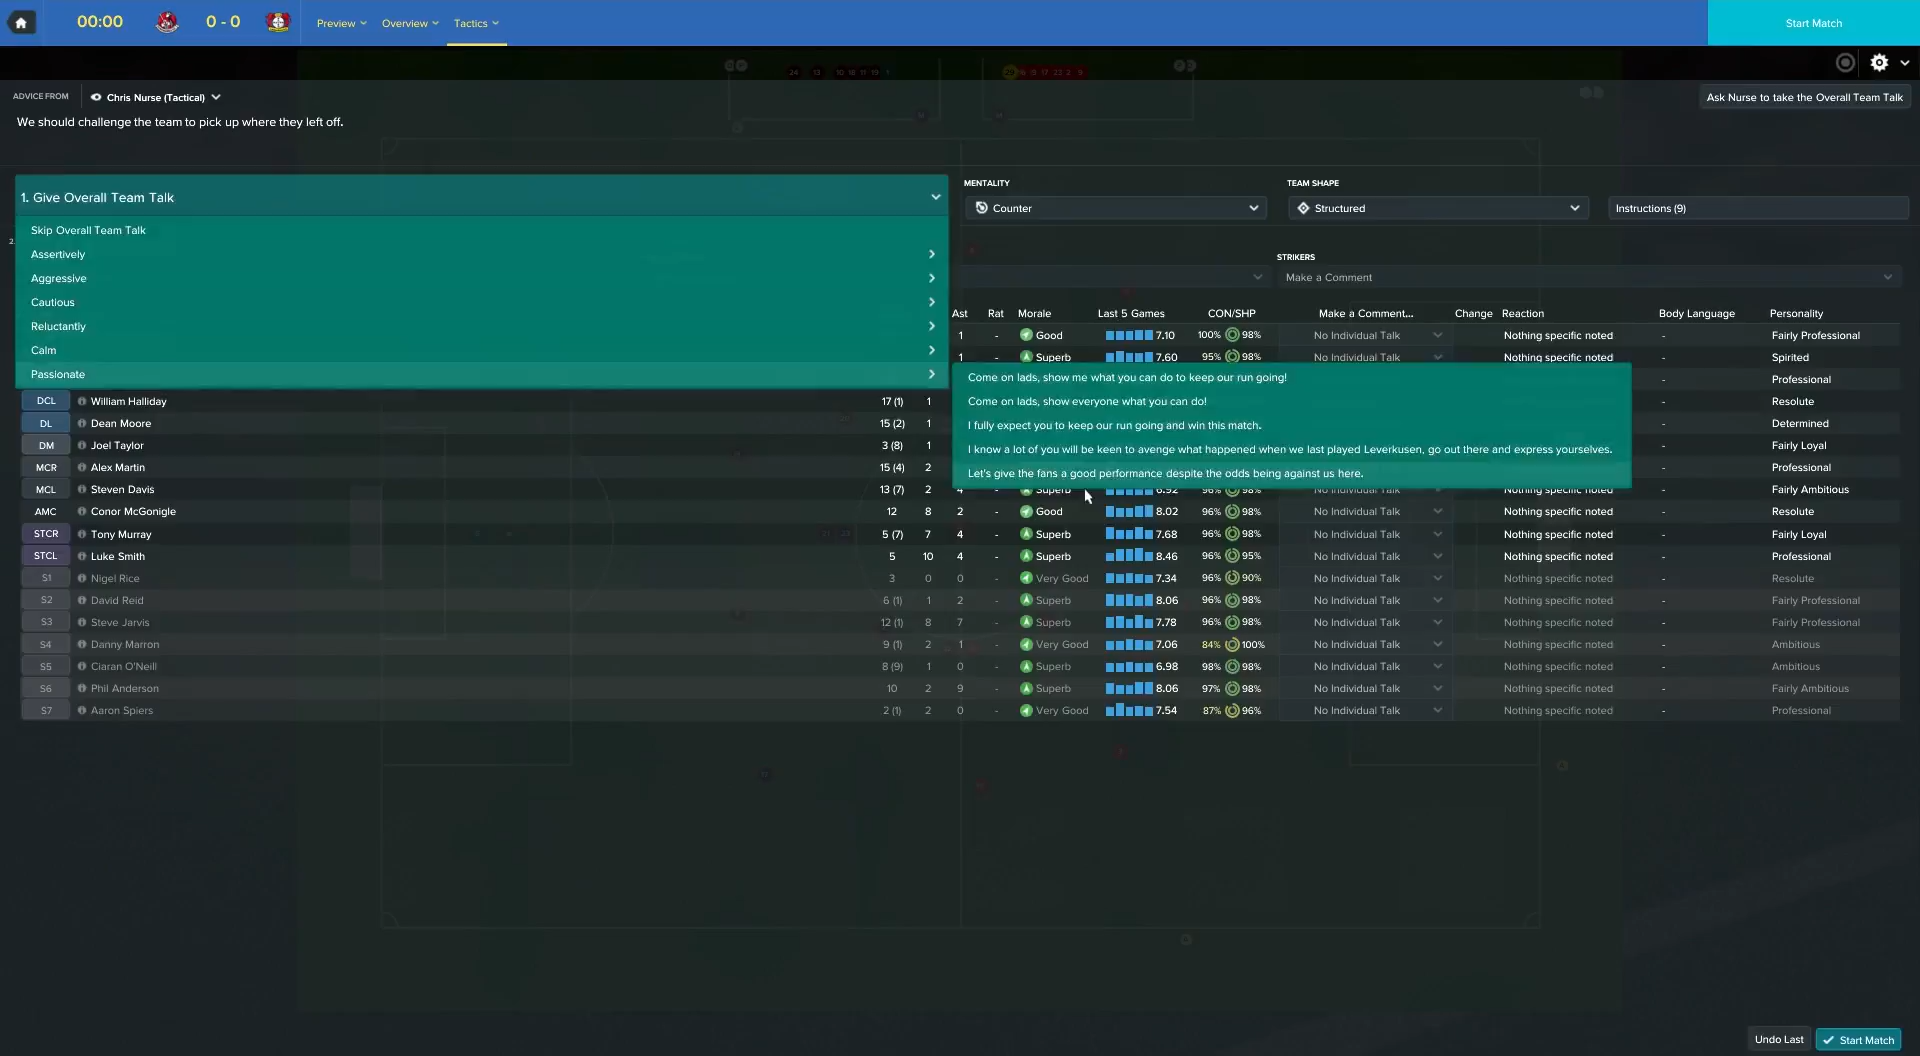 00:00 0 - 0 Preview Overview Tactics Start Match
ADVICE FROM Chris Nurse (Tactical) Ask Nurse to take the Overall Team Talk
We should challenge the team to pick up where they left off.
1. Give Overall Team Talk
MENTALITY TEAM SHAPE
Counter Structured Instructions (9)
Skip Overall Team Talk
2.
Assertively
STRIKERS
Aggressive Make a Comment
Cautious
Ast Rat Morale Last 5 Games CON/SHP Make a Comment... Change Reaction Body Language Personality
Reluctantly
1 - Good 7.10 100% 98% No Individual Talk Nothing specific noted - Fairly Professional
Calm
1 - Superb 7.60 95% 98% No Individual Talk Nothing specific noted - Spirited
Passionate
Come on lads, show me what you can do to keep our run going! - Professional
DCL William Halliday 17 (1) 1 Come on lads, show everyone what you can do! - Resolute
DL Dean Moore 15 (2) 1 I fully expect you to keep our run going and win this match. - Determined
DM Joel Taylor 3 (8) 1 I know a lot of you will be keen to avenge what happened when we last played Leverkusen, go out there and express yourselves. - Fairly Loyal
MCR Alex Martin 15 (4) 2 Let's give the fans a good performance despite the odds being against us here. - Professional
MCL Steven Davis 13 (7) 2 4 - Superb 6.92 96% 98% No Individual Talk Nothing specific noted - Fairly Ambitious
AMC Conor McGonigle 12 8 2 - Good 8.02 96% 98% No Individual Talk Nothing specific noted - Resolute
STCR Tony Murray 5 (7) 7 4 - Superb 7.68 96% 98% No Individual Talk Nothing specific noted - Fairly Loyal
STCL Luke Smith 5 10 4 - Superb 8.46 96% 95% No Individual Talk Nothing specific noted - Professional
S1 Nigel Rice 3 0 0 - Very Good 7.34 96% 90% No Individual Talk Nothing specific noted - Resolute
S2 David Reid 6 (1) 1 2 - Superb 8.06 96% 98% No Individual Talk Nothing specific noted - Fairly Professional
S3 Steve Jarvis 12 (1) 8 7 - Superb 7.78 96% 98% No Individual Talk Nothing specific noted - Fairly Professional
S4 Danny Marron 9 (1) 2 1 - Very Good 7.06 84% 100% No Individual Talk Nothing specific noted - Ambitious
S5 Ciaran O'Neill 8 (9) 1 0 - Superb 6.98 98% 98% No Individual Talk Nothing specific noted - Ambitious
S6 Phil Anderson 10 2 9 - Superb 8.06 97% 98% No Individual Talk Nothing specific noted - Fairly Ambitious
S7 Aaron Spiers 2 (1) 2 0 - Very Good 7.54 87% 96% No Individual Talk Nothing specific noted - Professional
Undo Last Start Match